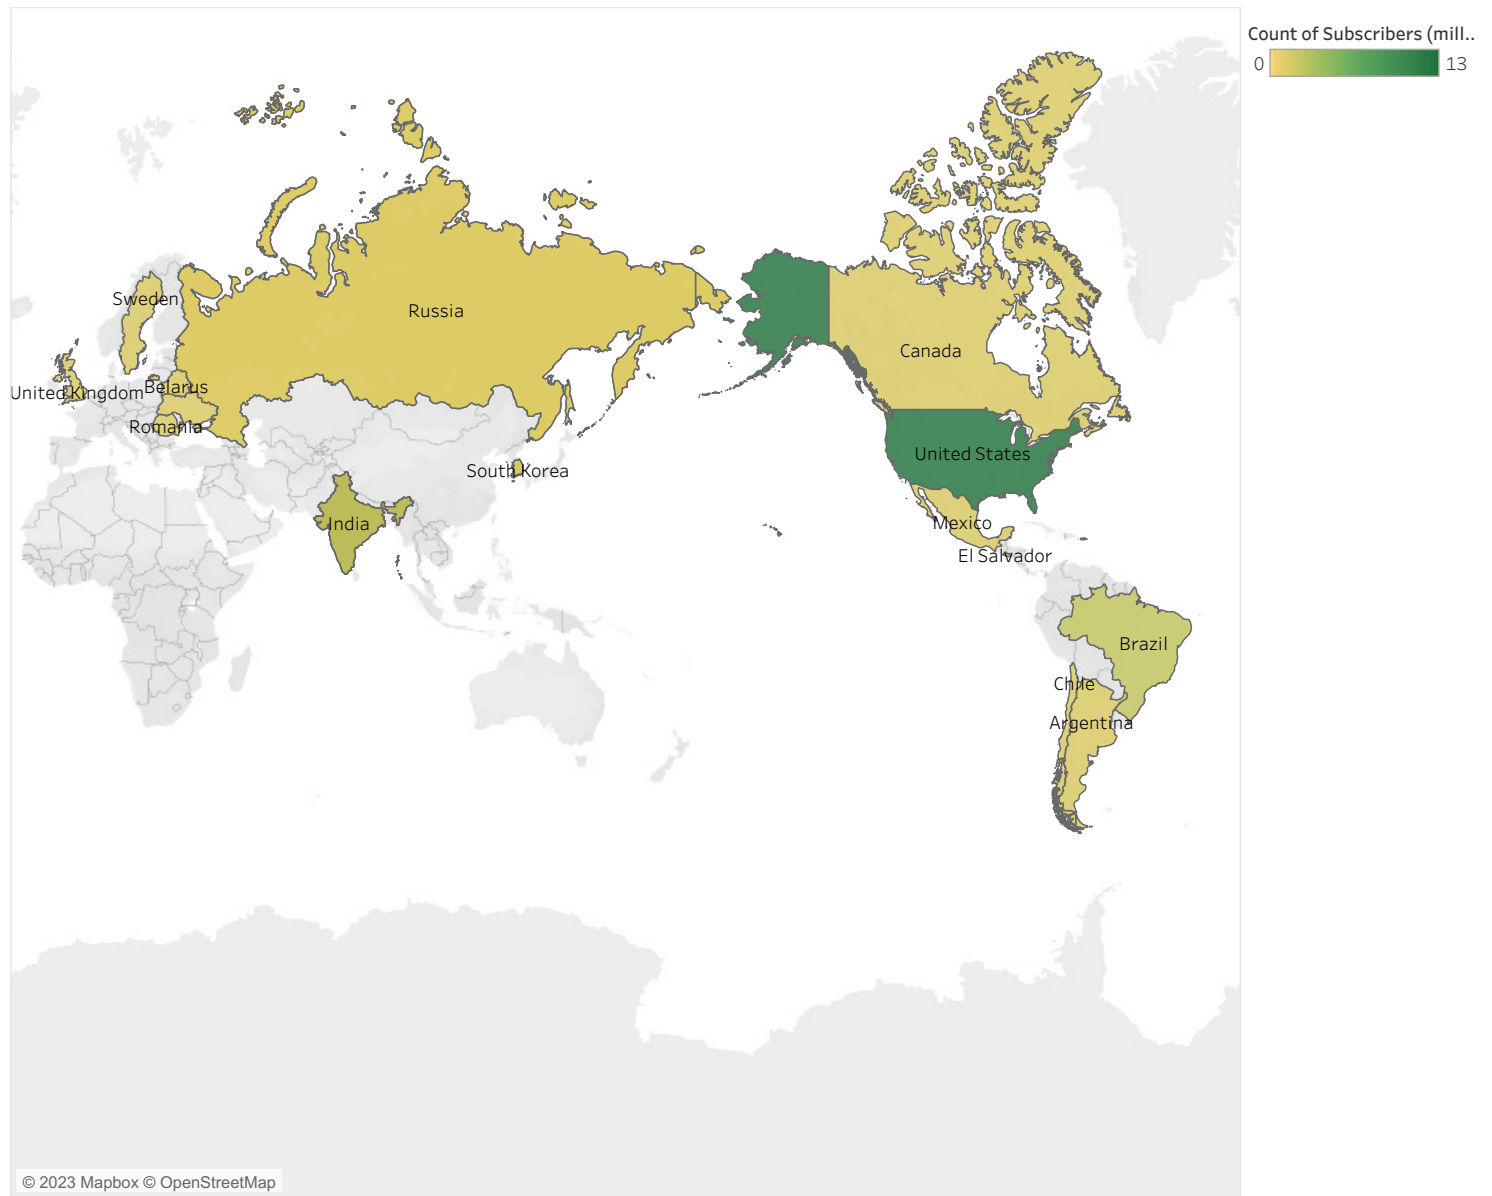 Count of Subscribers (mill..
0 13
Sweden
Russia
Canada
United Kingdom
Belarus
Romania
United States
South Korea
India
Mexico
El Salvador
Brazil
Chile
Argentina
© 2023 Mapbox © OpenStreetMap